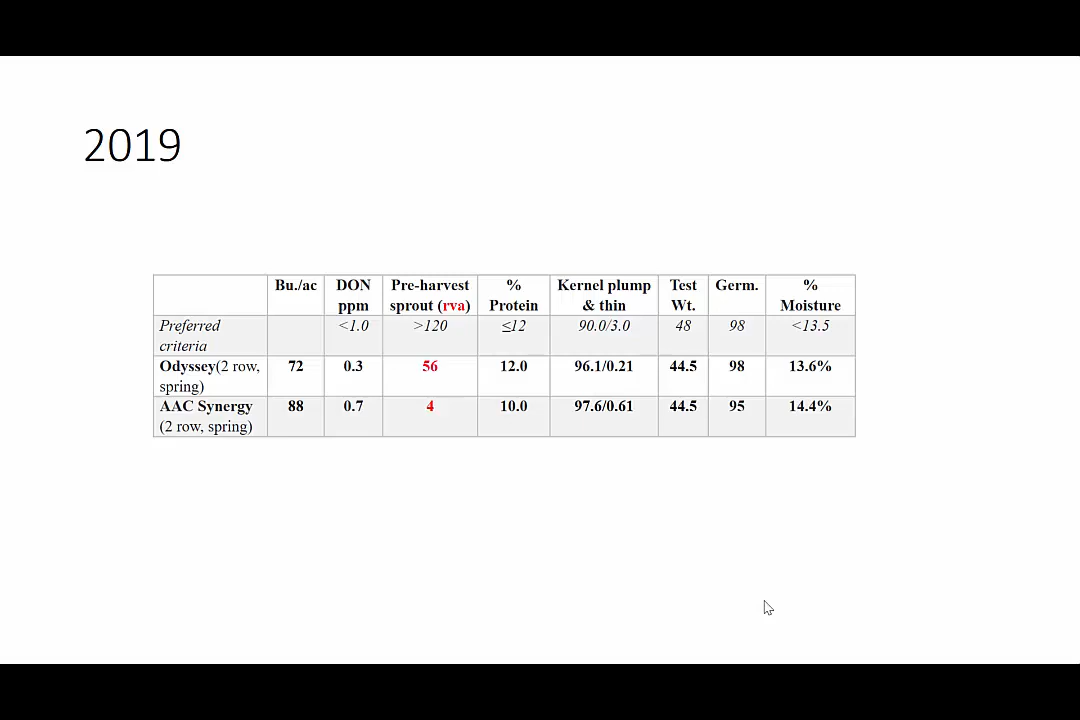 2019
Bu./ac DON Pre-harvest % Kernel plump Test Germ. %
ppm sprout (rva) Protein & thin Wt. Moisture
Preferred <1.0 >120 ≤12 90.0/3.0 48 98 <13.5
criteria
Odyssey(2 row, 72 0.3 56 12.0 96.1/0.21 44.5 98 13.6%
spring)
AAC Synergy 88 0.7 4 10.0 97.6/0.61 44.5 95 14.4%
(2 row, spring)